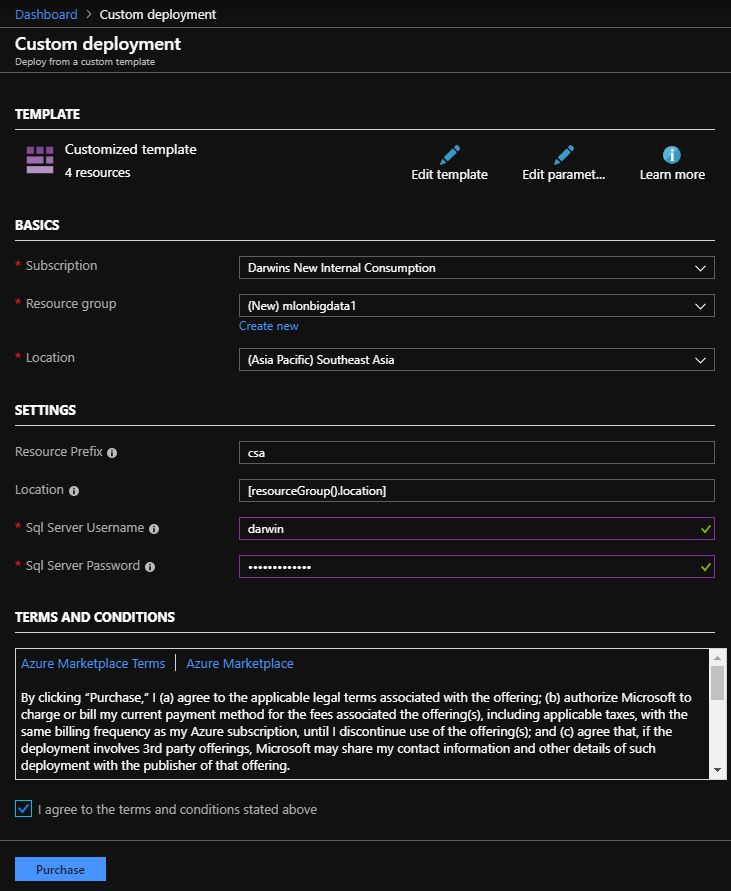 Dashboard > Custom deployment
Custom deployment
Deploy from a custom template
TEMPLATE
Customized template
4 resources
Edit template
Edit paramet...
Learn more
BASICS
* Subscription
Darwins New Internal Consumption
* Resource group
(New) mlonbigdata1
Create new
* Location
(Asia Pacific) Southeast Asia
SETTINGS
Resource Prefix
csa
Location
[resourceGroup().location]
* Sql Server Username
darwin
* Sql Server Password
•••••••••••••
TERMS AND CONDITIONS
Azure Marketplace Terms | Azure Marketplace
By clicking “Purchase,” I (a) agree to the applicable legal terms associated with the offering; (b) authorize Microsoft to
charge or bill my current payment method for the fees associated the offering(s), including applicable taxes, with the
same billing frequency as my Azure subscription, until I discontinue use of the offering(s); and (c) agree that, if the
deployment involves 3rd party offerings, Microsoft may share my contact information and other details of such
deployment with the publisher of that offering.
I agree to the terms and conditions stated above
Purchase